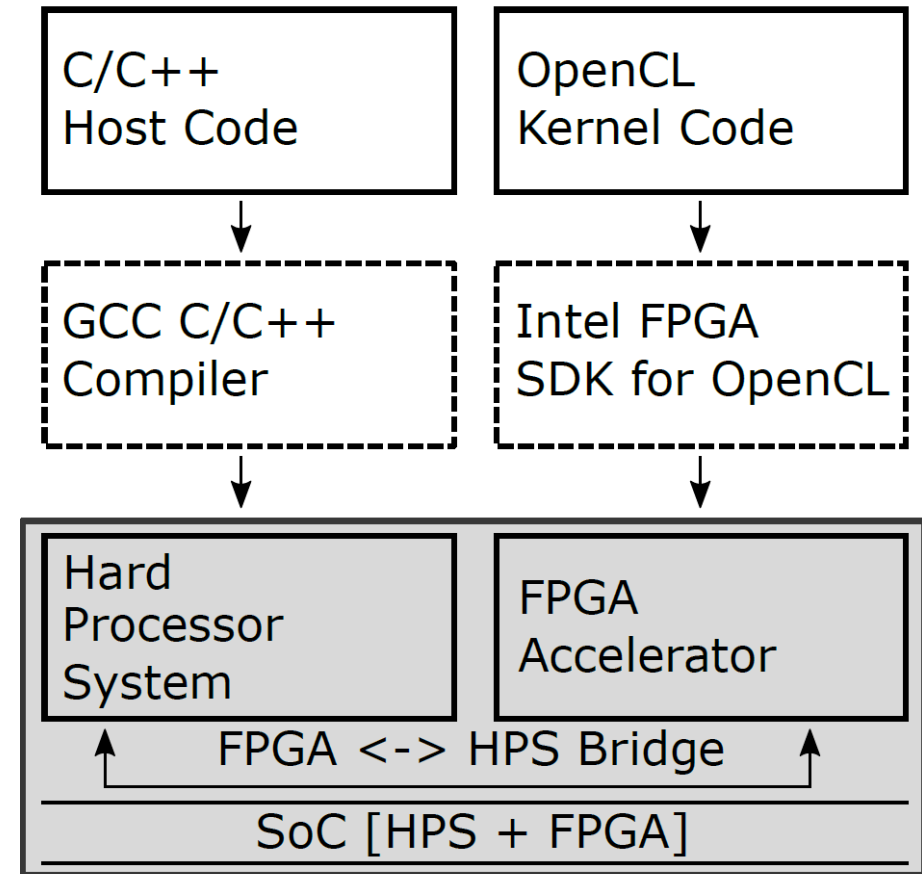 C/C++
Host Code
OpenCL
Kernel Code
GCC C/C++
Compiler
Intel FPGA
SDK for OpenCL
Hard
Processor
System
FPGA
Accelerator
FPGA <-> HPS Bridge
SoC [HPS + FPGA]